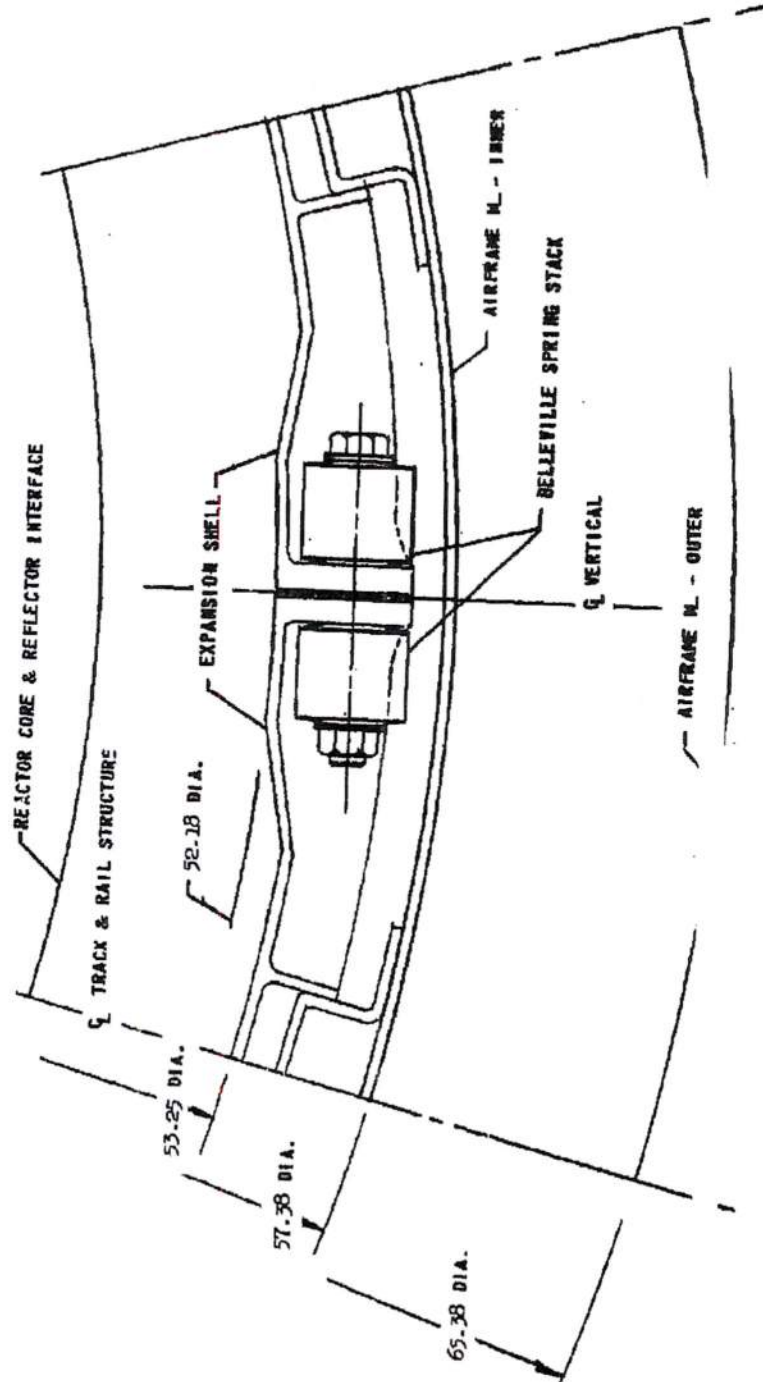 REACTOR CORE & REFLECTOR INTERFACE
℄ TRACK & RAIL STRUCTURE
EXPANSION SHELL
52.18 DIA.
53.25 DIA.
57.38 DIA.
65.38 DIA.
AIRFRAME ML - INNER
BELLEVILLE SPRING STACK
℄ VERTICAL
AIRFRAME ML - OUTER